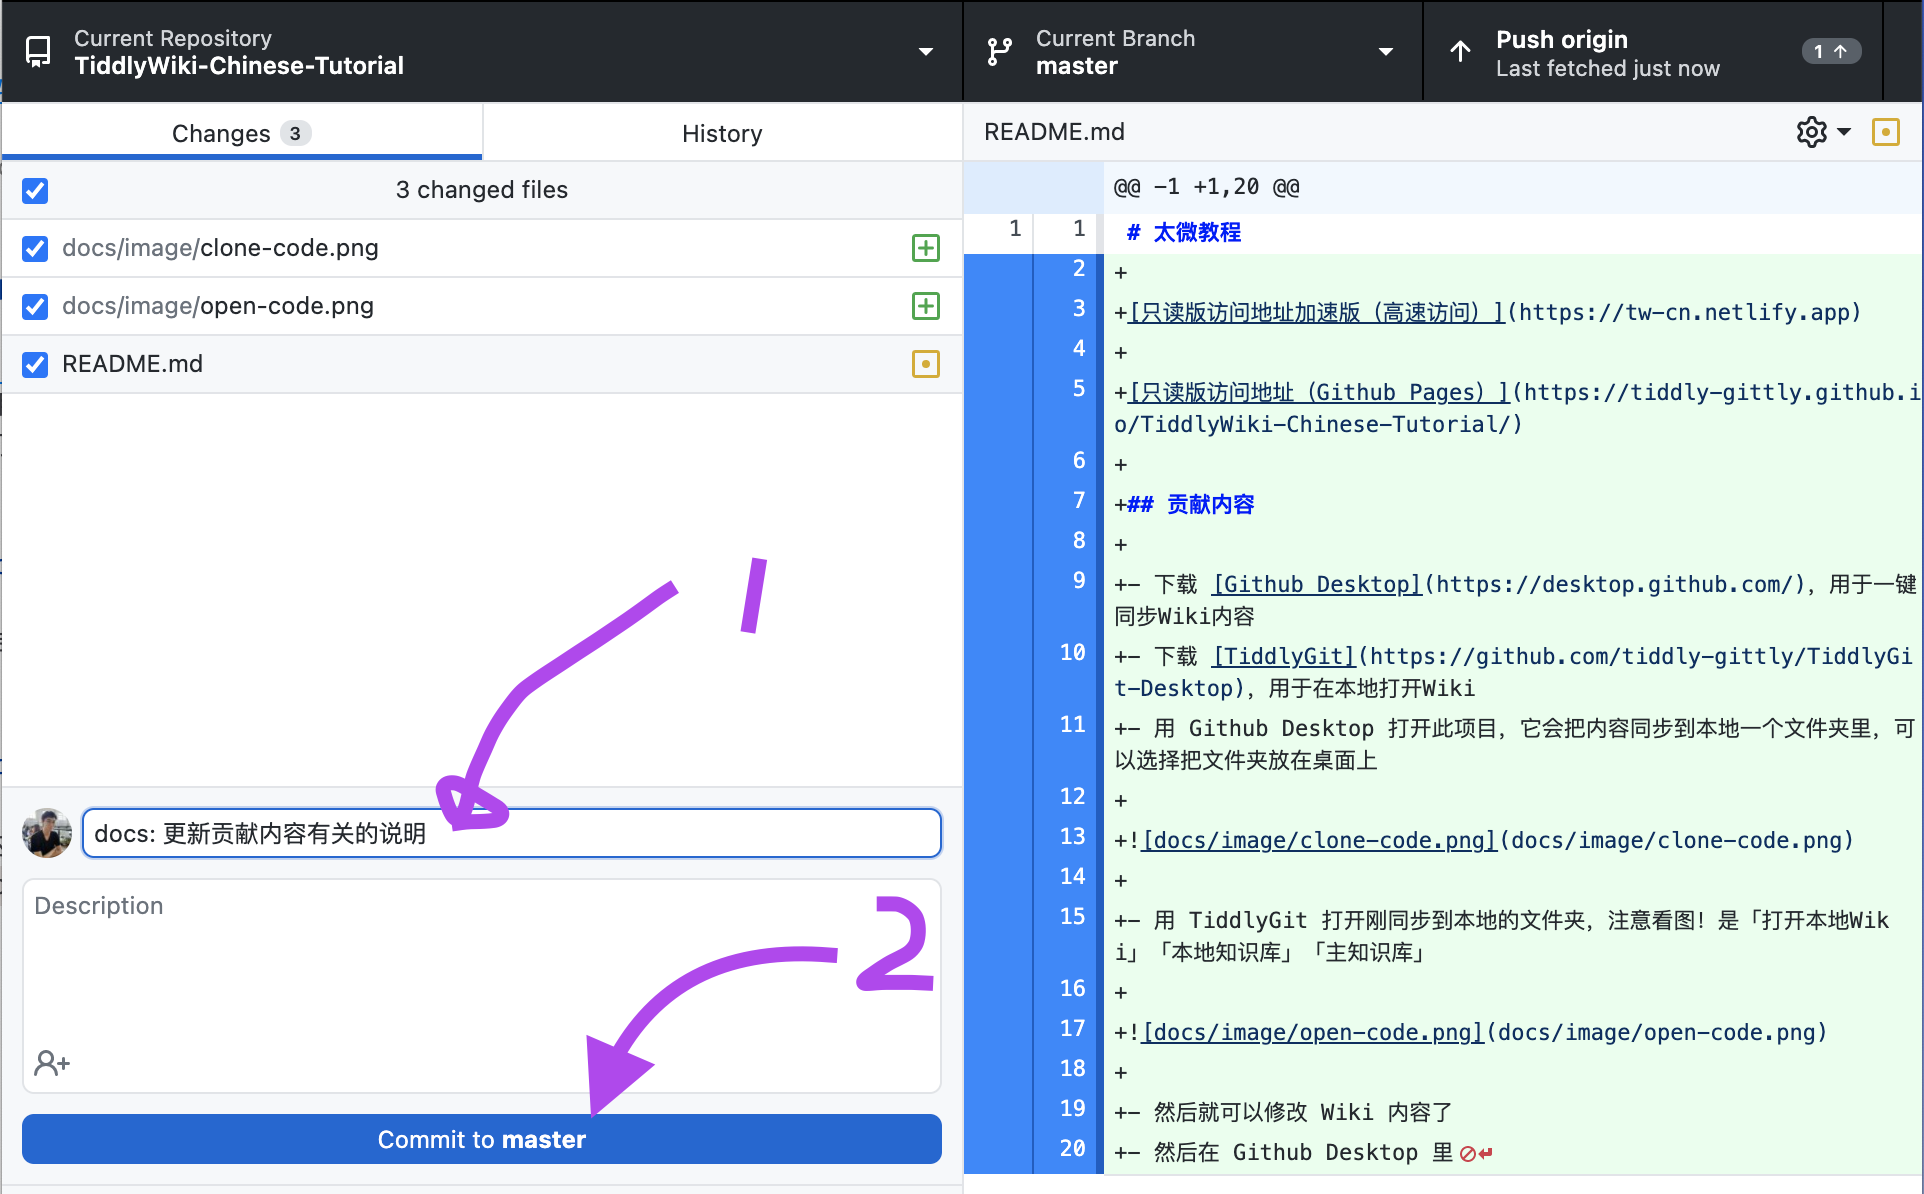 Current Repository
TiddlyWiki-Chinese-Tutorial
Current Branch
master
Push origin
Last fetched just now
1
Changes 3
History
3 changed files
docs/image/clone-code.png
docs/image/open-code.png
README.md
1
docs: 更新贡献内容有关的说明
Description
2
Commit to master
README.md
@@ -1 +1,20 @@
1 1 # 太微教程
2 +
3 +[只读版访问地址加速版（高速访问）](https://tw-cn.netlify.app)
4 +
5 +[只读版访问地址（Github Pages）](https://tiddly-gittly.github.i
o/TiddlyWiki-Chinese-Tutorial/)
6 +
7 +## 贡献内容
8 +
9 +- 下载 [Github Desktop](https://desktop.github.com/)，用于一键
同步Wiki内容
10 +- 下载 [TiddlyGit](https://github.com/tiddly-gittly/TiddlyGi
t-Desktop)，用于在本地打开Wiki
11 +- 用 Github Desktop 打开此项目，它会把内容同步到本地一个文件夹里，可
以选择把文件夹放在桌面上
12 +
13 +![docs/image/clone-code.png](docs/image/clone-code.png)
14 +
15 +- 用 TiddlyGit 打开刚同步到本地的文件夹，注意看图！是「打开本地Wik
i」「本地知识库」「主知识库」
16 +
17 +![docs/image/open-code.png](docs/image/open-code.png)
18 +
19 +- 然后就可以修改 Wiki 内容了
20 +- 然后在 Github Desktop 里